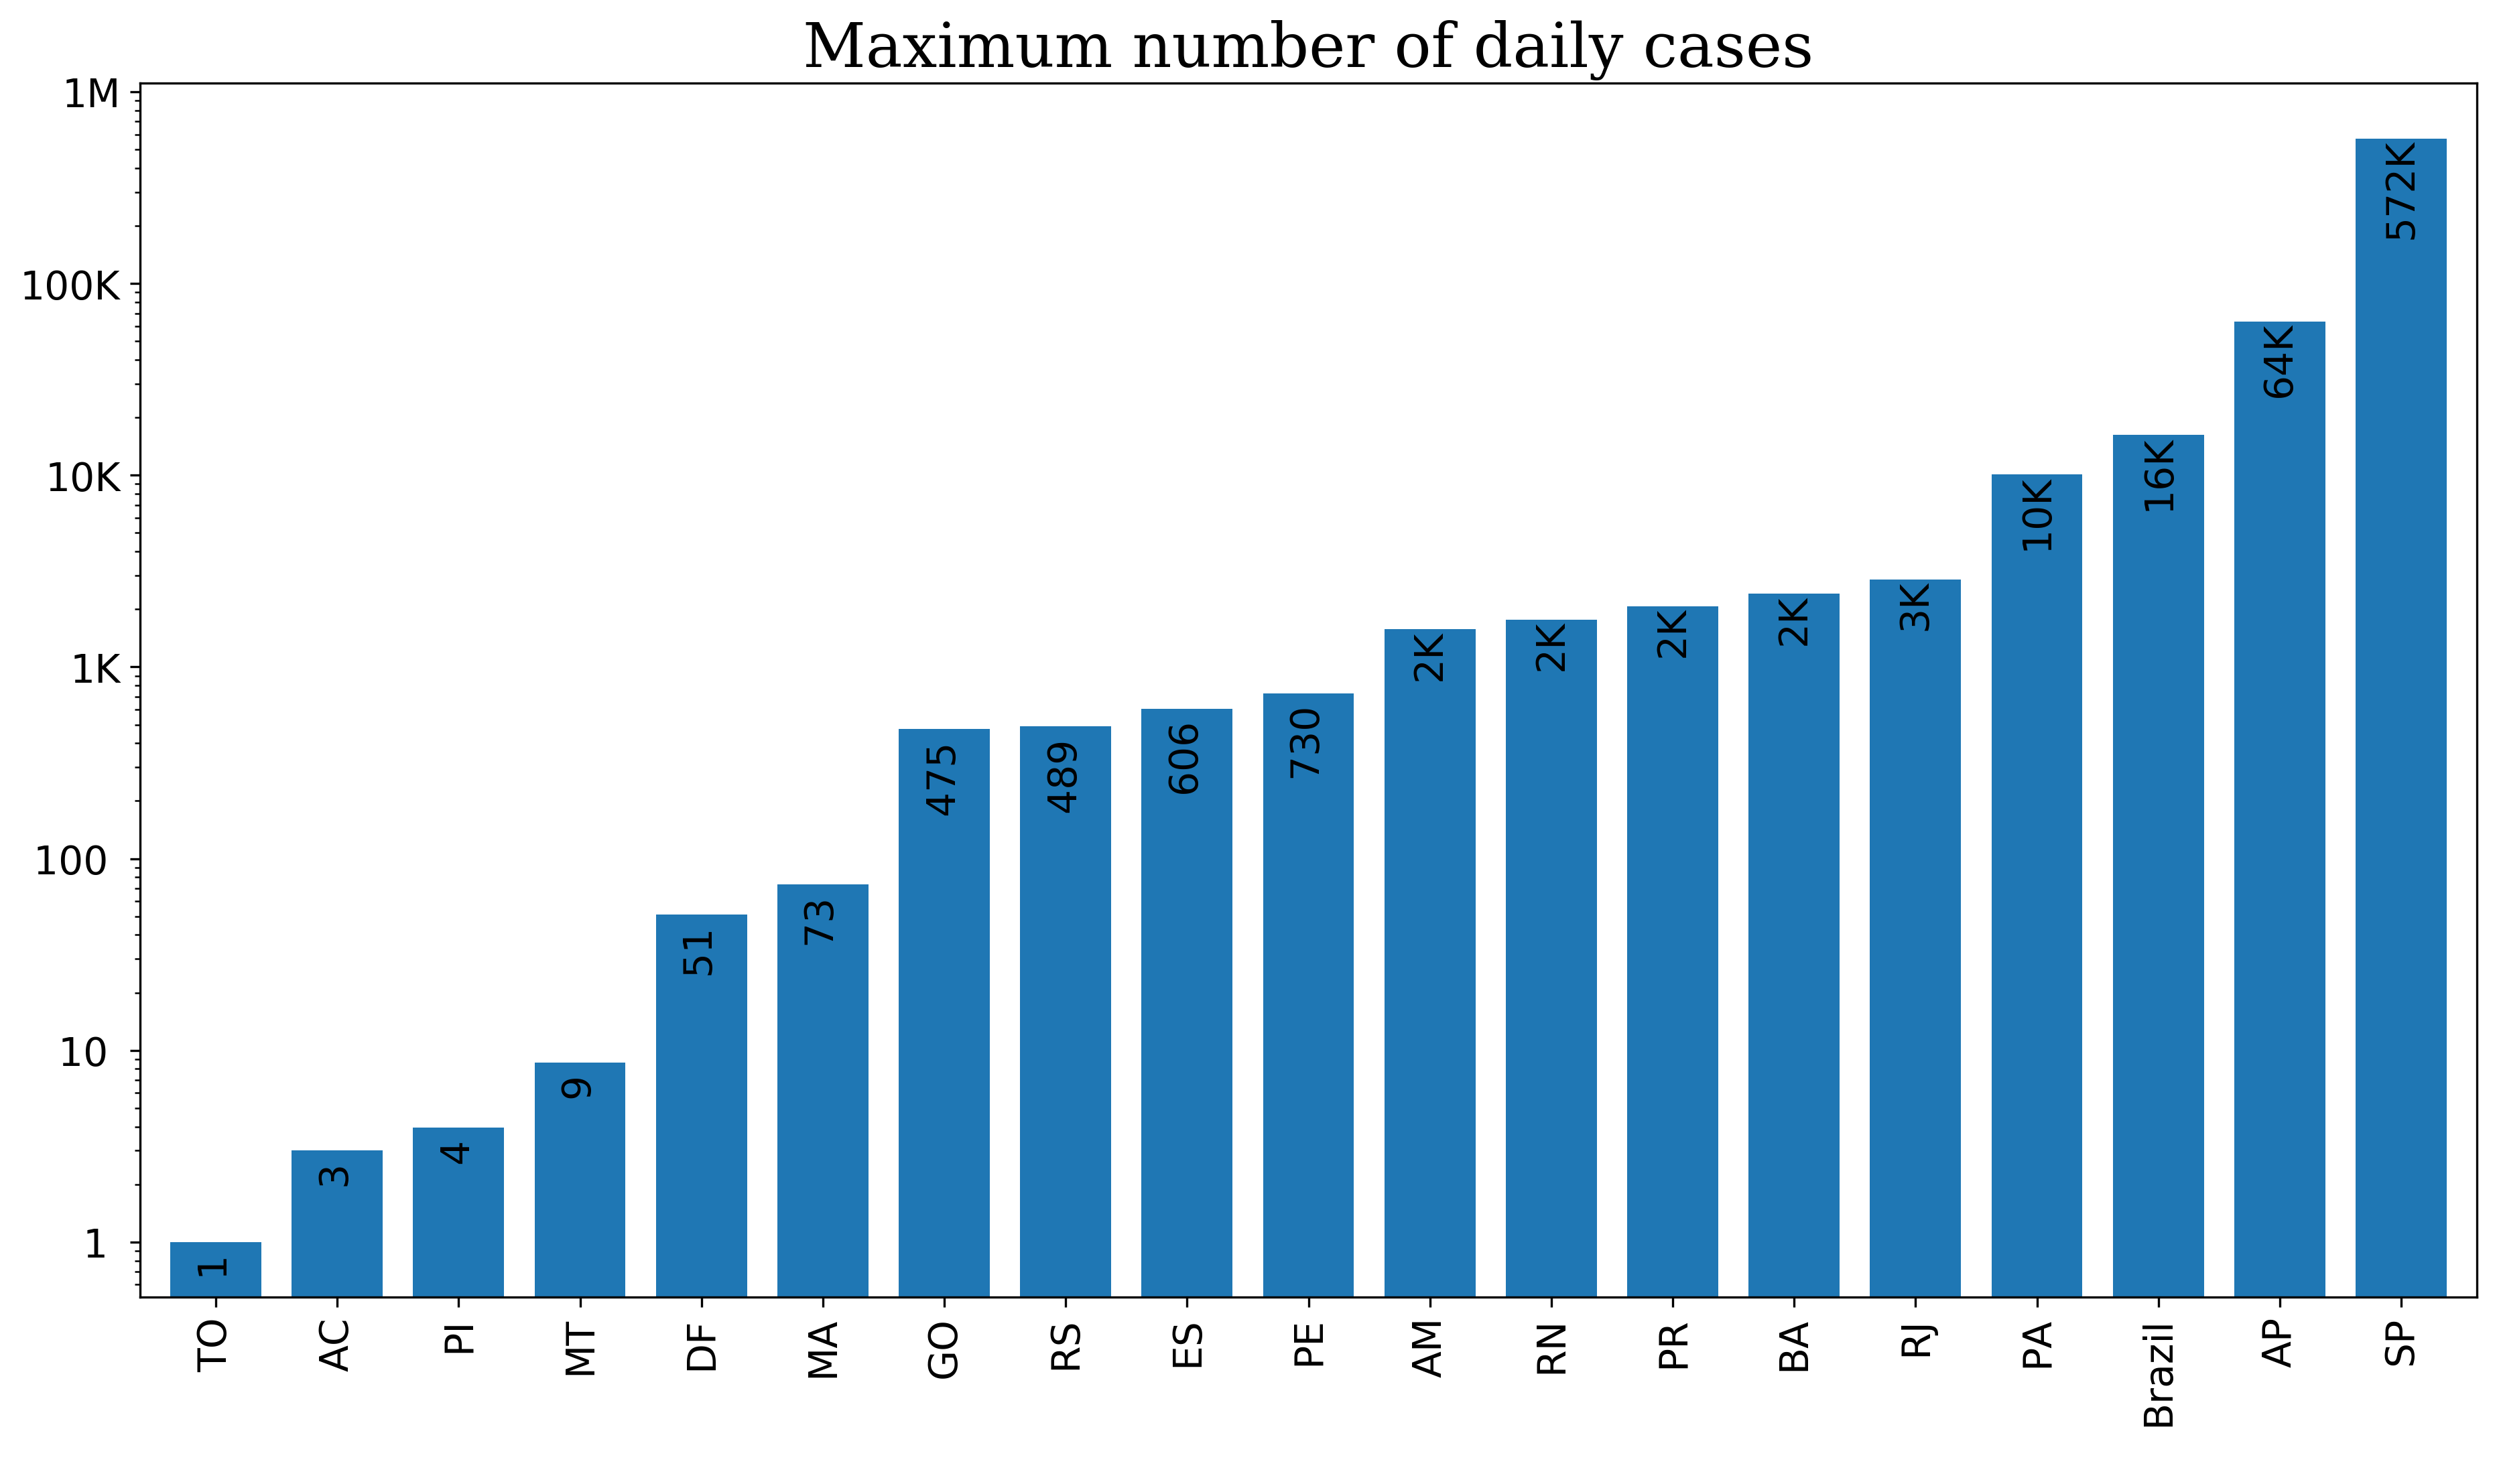 Maximum number of daily cases
1M
100K
10K
1K
100
10
1
1
3
4
9
51
73
475
489
606
730
2K
2K
2K
2K
3K
10K
16K
64K
572K
TO
AC
PI
MT
DF
MA
GO
RS
ES
PE
AM
RN
PR
BA
RJ
PA
Brazil
AP
SP